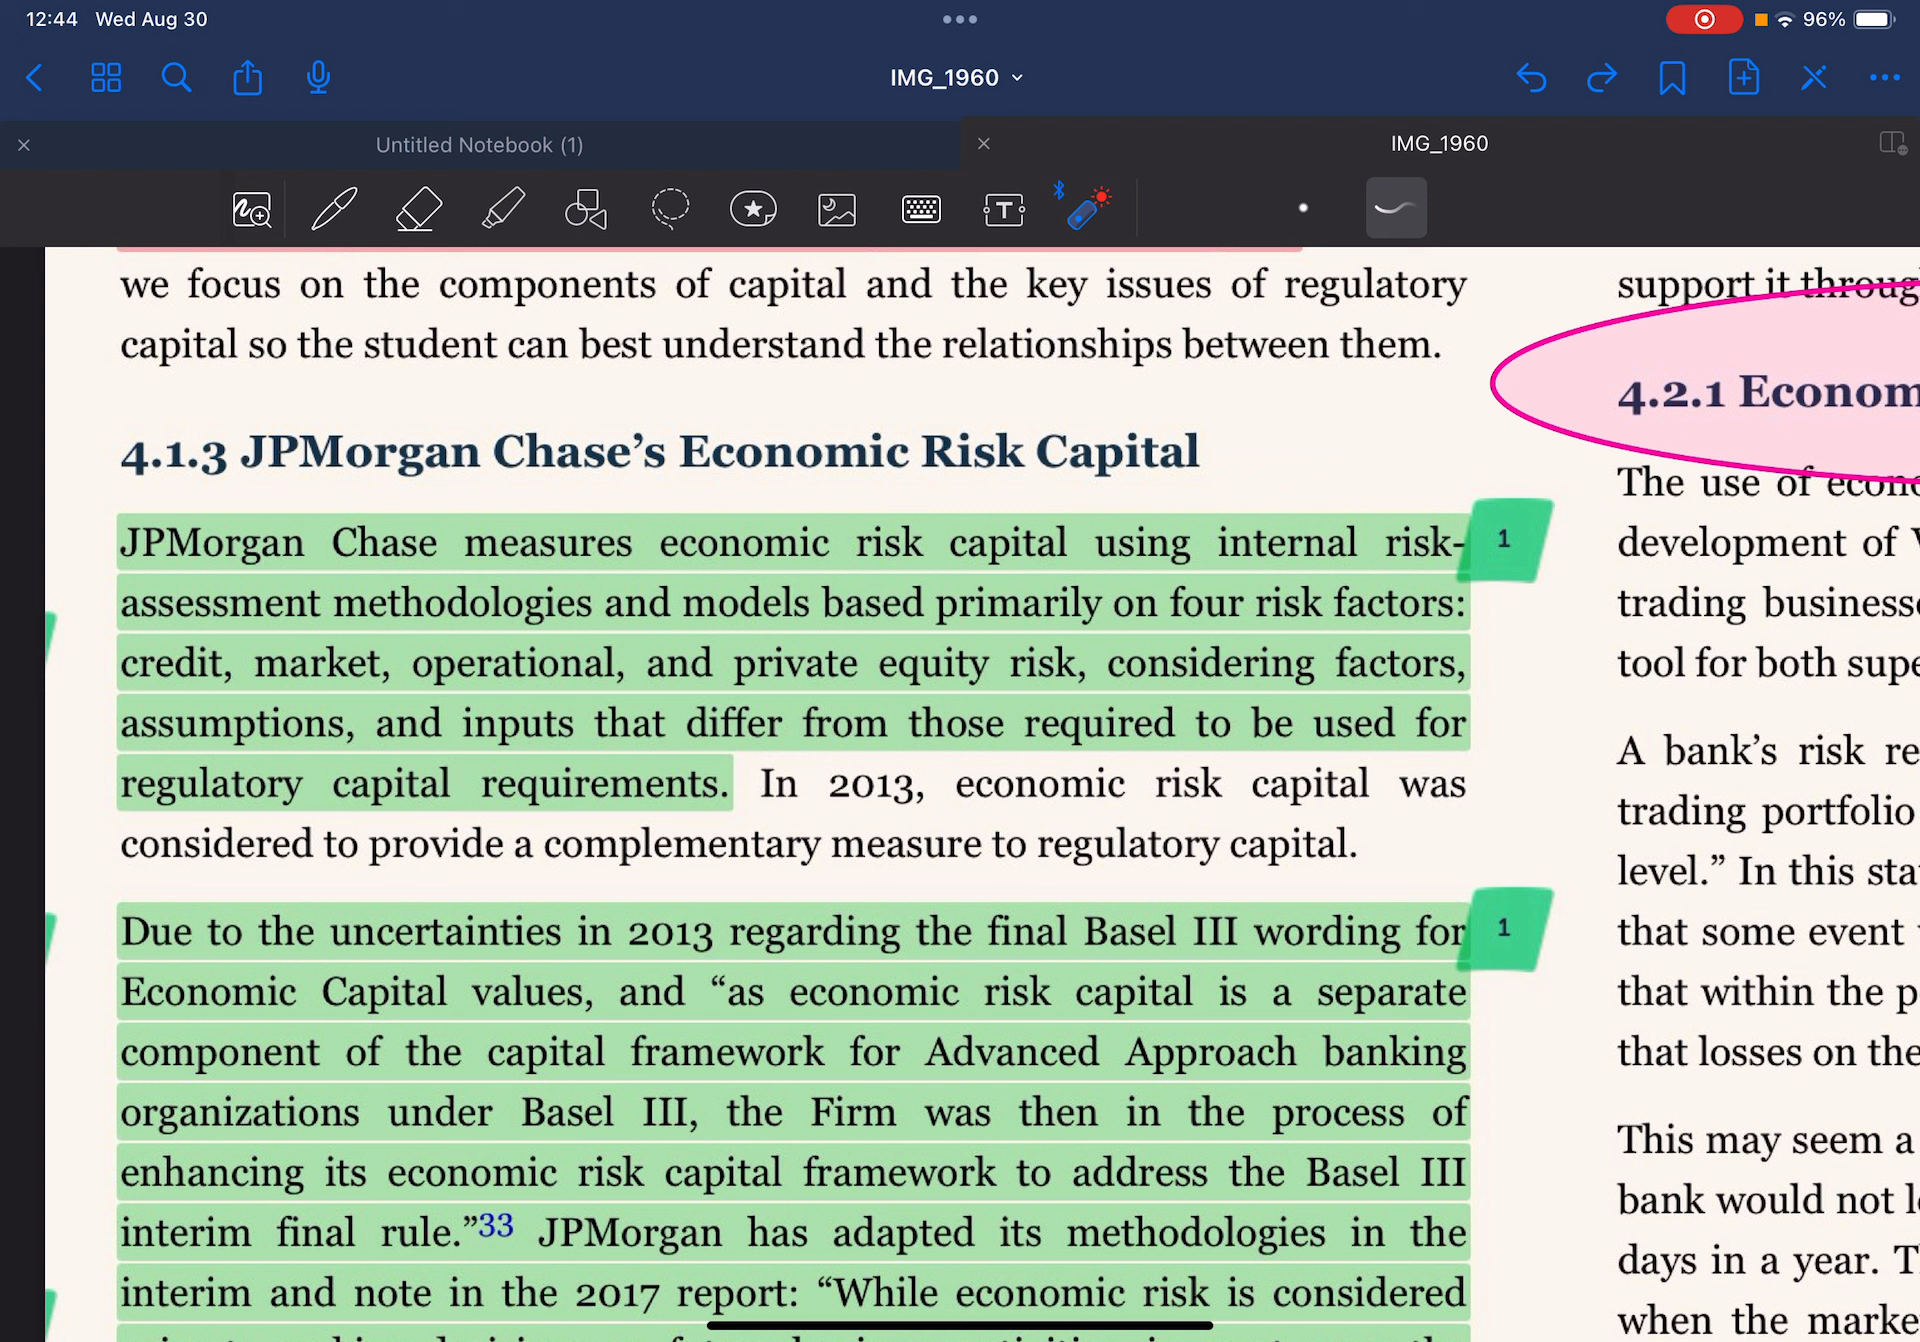 12:44 Wed Aug 30
96%
IMG_1960
Untitled Notebook (1)
IMG_1960
we focus on the components of capital and the key issues of regulatory
capital so the student can best understand the relationships between them.
4.1.3 JPMorgan Chase’s Economic Risk Capital
JPMorgan Chase measures economic risk capital using internal risk-
1
assessment methodologies and models based primarily on four risk factors:
credit, market, operational, and private equity risk, considering factors,
assumptions, and inputs that differ from those required to be used for
regulatory capital requirements. In 2013, economic risk capital was
considered to provide a complementary measure to regulatory capital.
Due to the uncertainties in 2013 regarding the final Basel III wording for
1
Economic Capital values, and “as economic risk capital is a separate
component of the capital framework for Advanced Approach banking
organizations under Basel III, the Firm was then in the process of
enhancing its economic risk capital framework to address the Basel III
interim final rule.”33 JPMorgan has adapted its methodologies in the
interim and note in the 2017 report: “While economic risk is considered
support it throug
4.2.1 Econom
The use of econo
development of
trading businesse
tool for both supe
A bank’s risk re
trading portfolio
level.” In this sta
that some event
that within the p
that losses on the
This may seem a
bank would not l
days in a year. T
when the marke